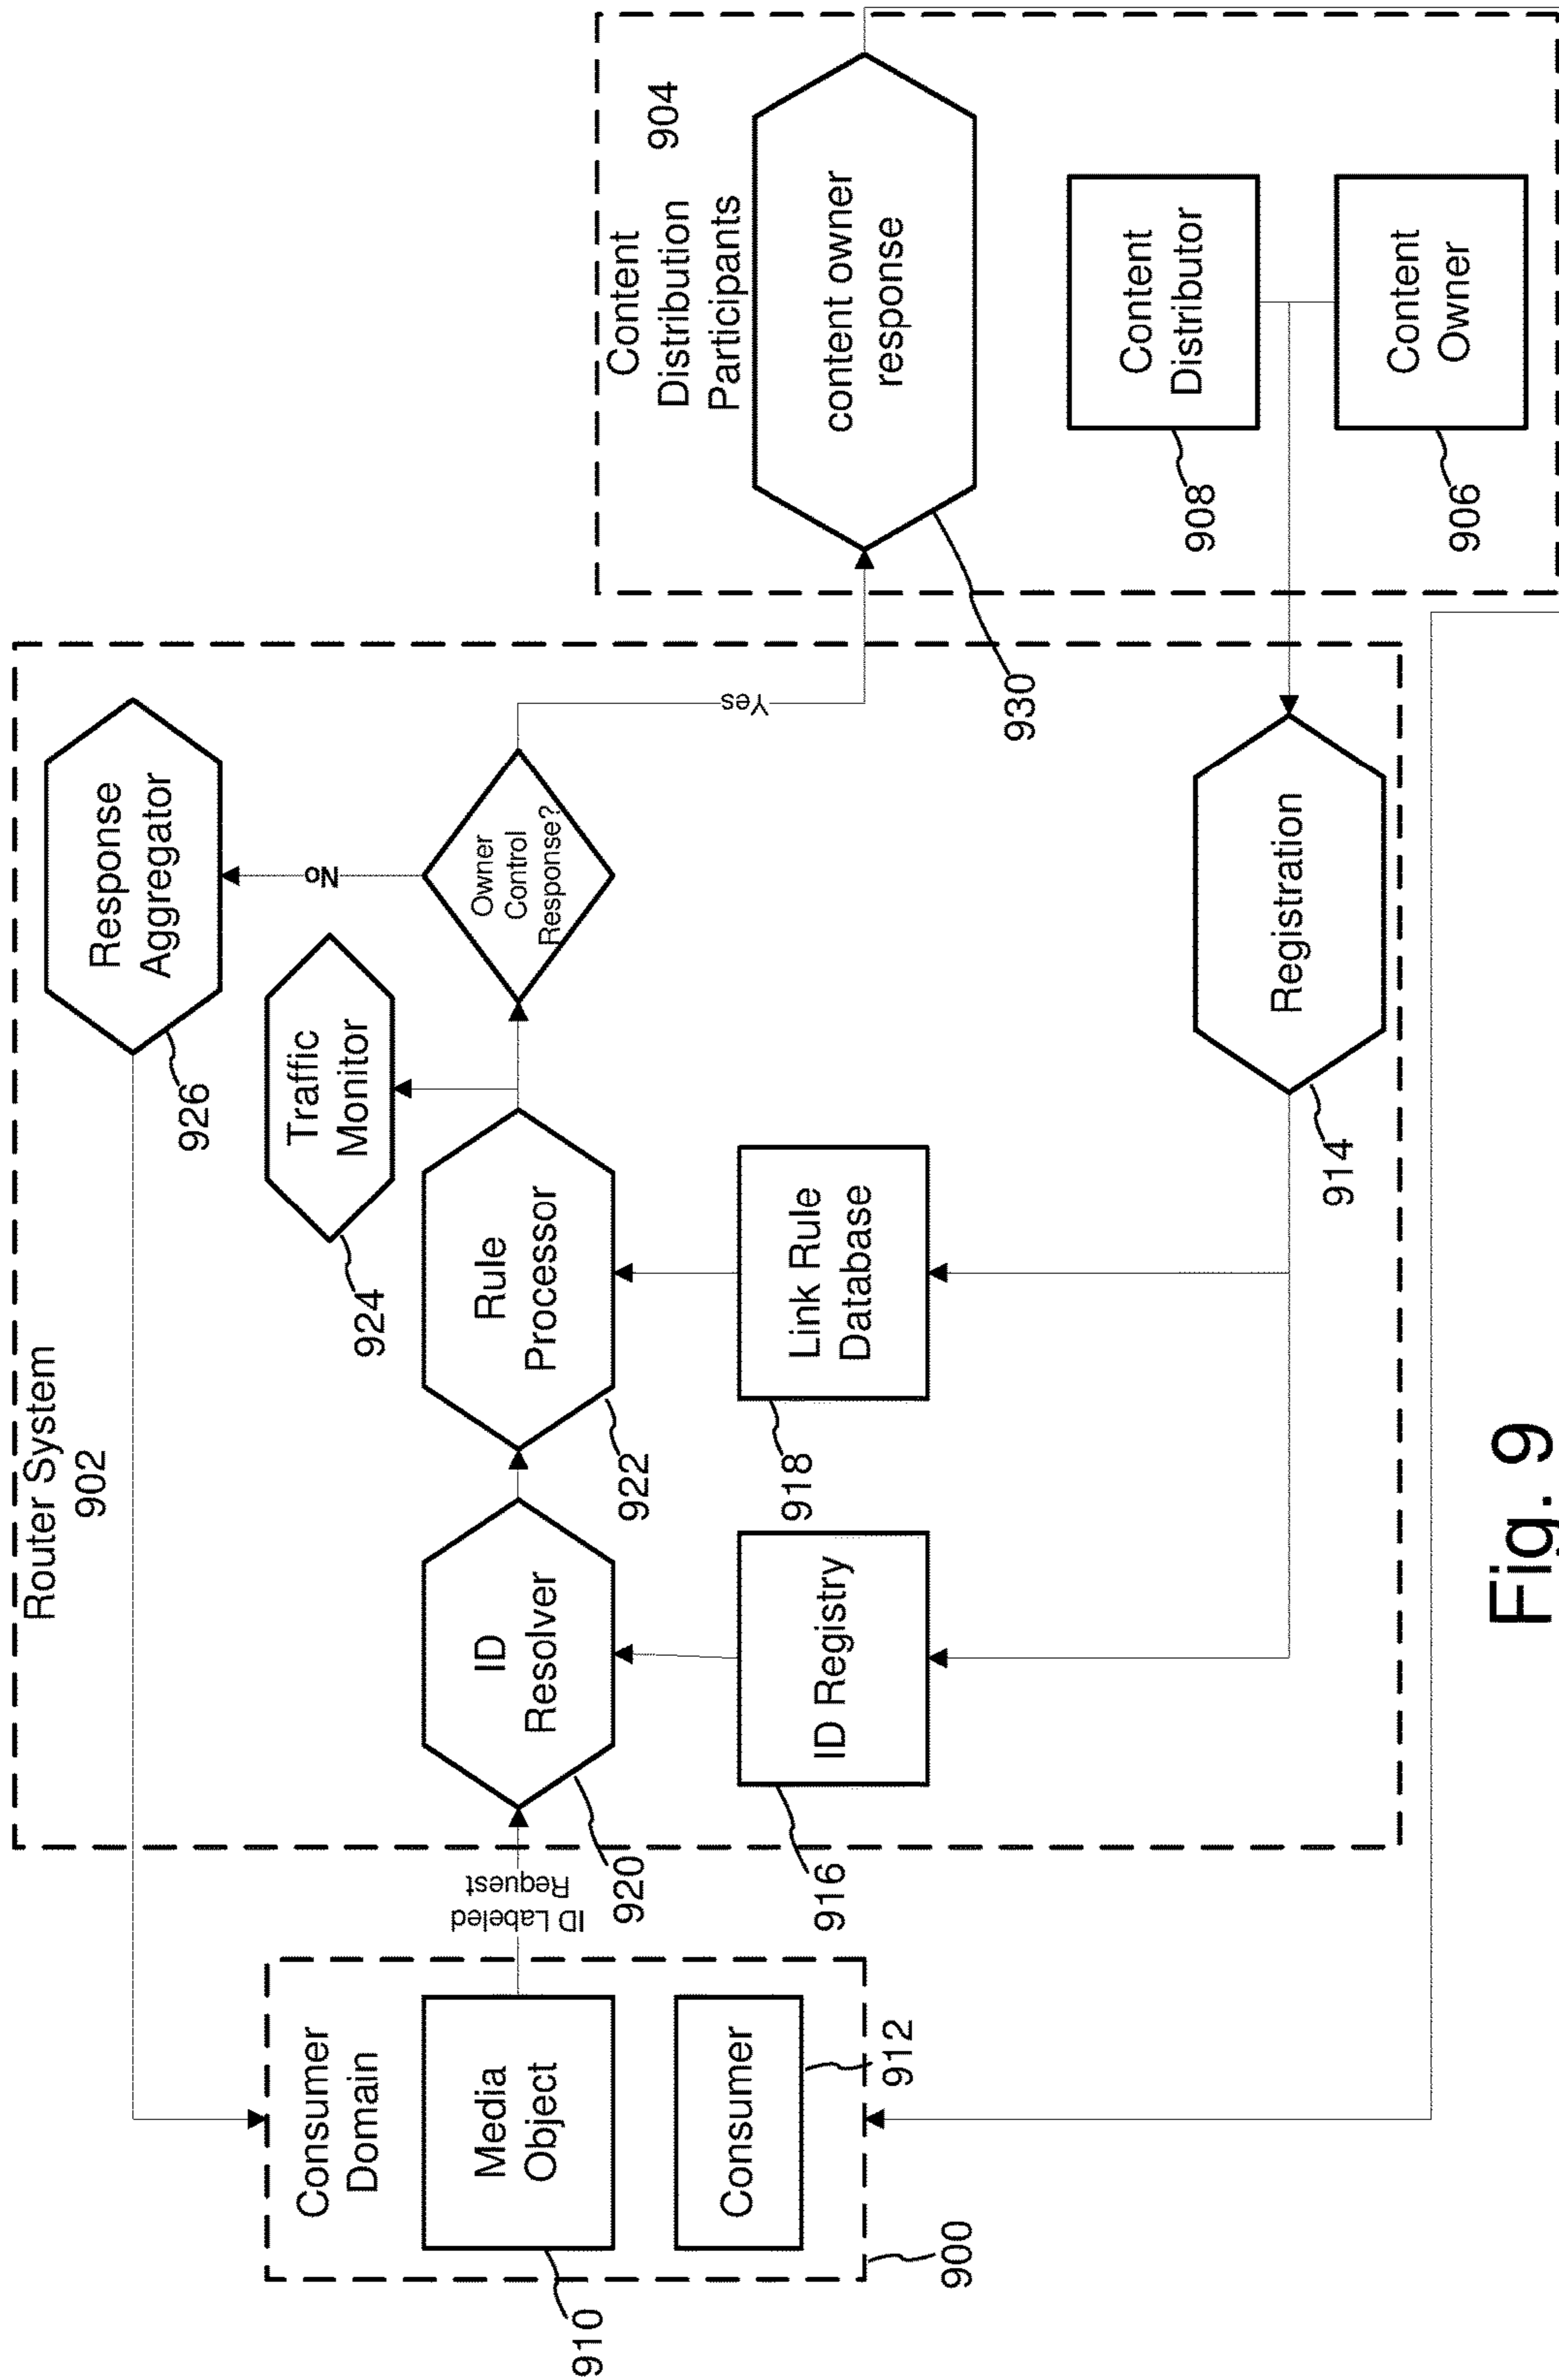 Router System
902
Response
Aggregator
926
Content
Distribution
Participants
904
Consumer
Domain
Traffic
Monitor
924
No
Media
Object
910
ID Labeled
Request
ID
Resolver
920
Rule
Processor
922
Owner
Control
Response?
Yes
content owner
response
930
Consumer
912
900
ID Registry
916
Link Rule
Database
918
Content
Distributor
908
Registration
914
Content
Owner
906
Fig. 9